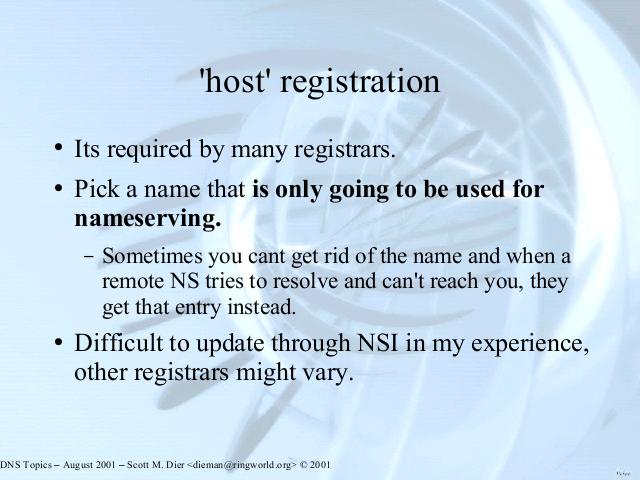 'host' registration
• Its required by many registrars.
• Pick a name that is only going to be used for
nameserving.
– Sometimes you cant get rid of the name and when a
remote NS tries to resolve and can't reach you, they
get that entry instead.
• Difficult to update through NSI in my experience,
other registrars might vary.
DNS Topics – August 2001 – Scott M. Dier <dieman@ringworld.org> © 2001